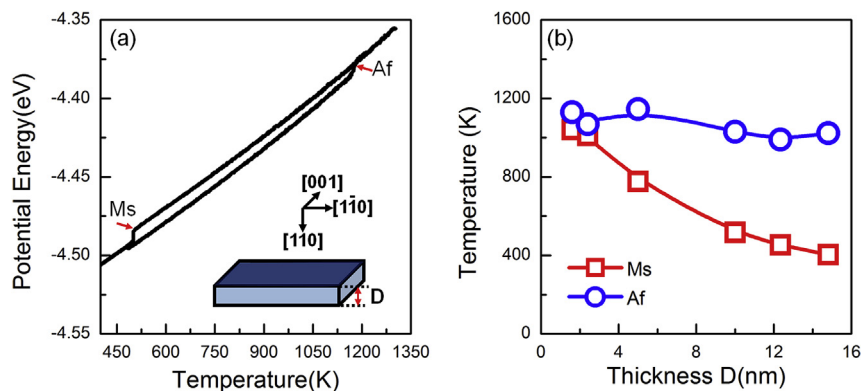 (a)
-4.35
-4.40
-4.45
-4.50
-4.55
Potential Energy(eV)
Af
Ms
[001]
[1-10]
[110]
D
450 600 750 900 1050 1200 1350
Temperature(K)
(b)
1600
1200
800
400
0
Temperature (K)
Ms
Af
0 4 8 12 16
Thickness D(nm)